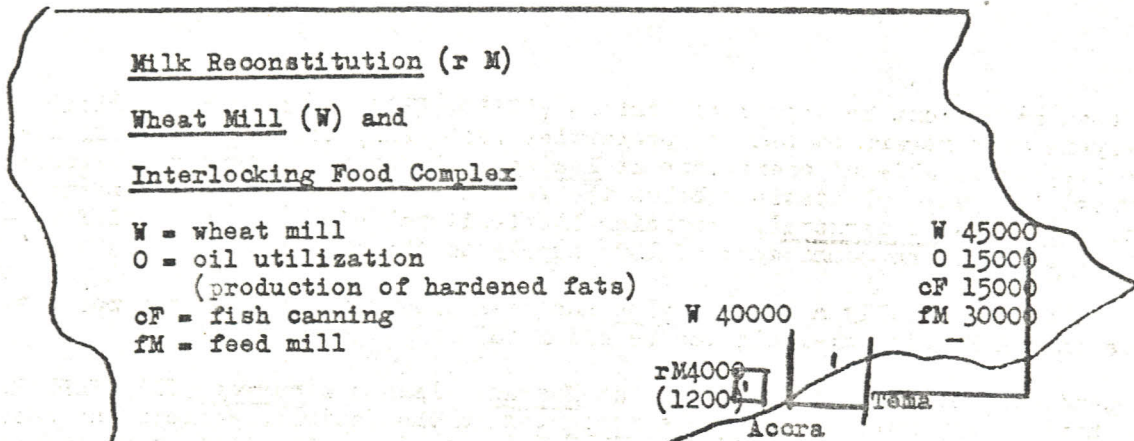 Milk Reconstitution (r M)
Wheat Mill (W) and
Interlocking Food Complex
W = wheat mill
O = oil utilization
(production of hardened fats)
cF = fish canning
fM = feed mill
W 45000
O 15000
cF 15000
fM 30000
W 40000
rM4000
(1200)
Tema
Accra